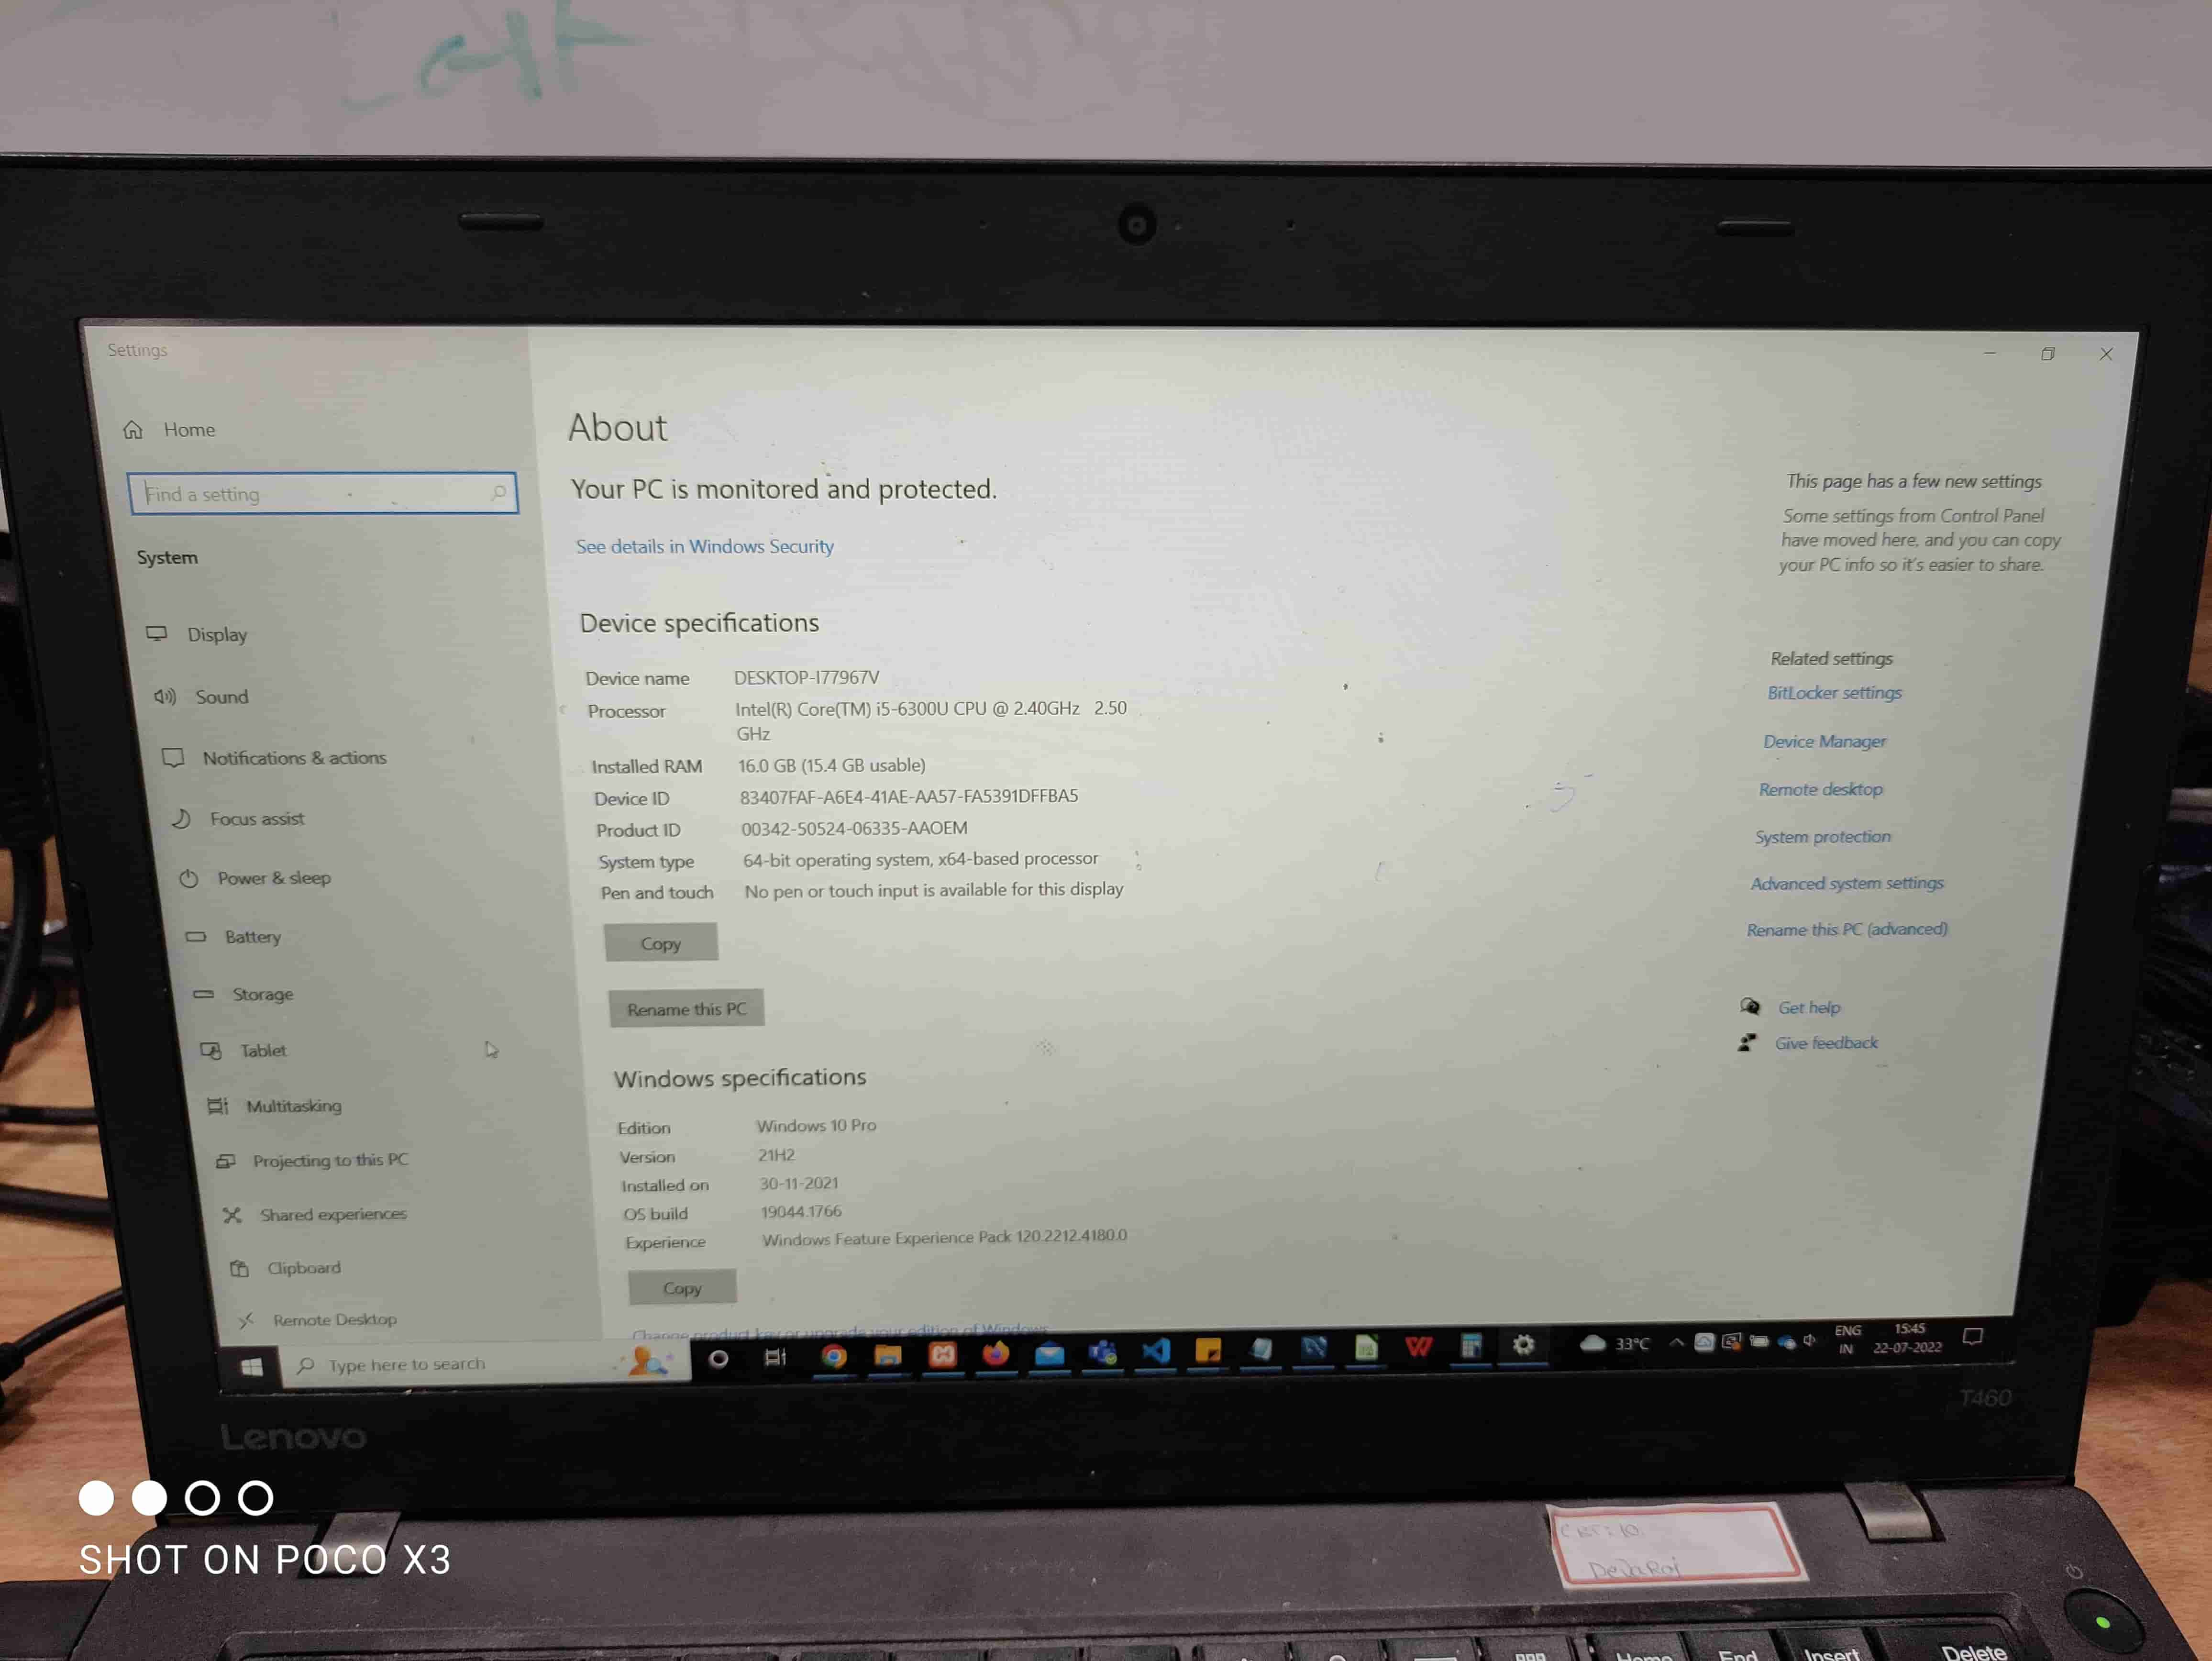 Settings
Home
Find a setting
System
Display
Sound
Notifications & actions
Focus assist
Power & sleep
Battery
Storage
Tablet
Multitasking
Projecting to this PC
Shared experiences
Clipboard
Remote Desktop
About
Your PC is monitored and protected.
See details in Windows Security
Device specifications
Device name DESKTOP-I77967V
Processor Intel(R) Core(TM) i5-6300U CPU @ 2.40GHz 2.50
GHz
Installed RAM 16.0 GB (15.4 GB usable)
Device ID 83407FAF-A6E4-41AE-AA57-FA5391DFFBA5
Product ID 00342-50524-06335-AAOEM
System type 64-bit operating system, x64-based processor
Pen and touch No pen or touch input is available for this display
Copy
Rename this PC
Windows specifications
Edition Windows 10 Pro
Version 21H2
Installed on 30-11-2021
OS build 19044.1766
Experience Windows Feature Experience Pack 120.2212.4180.0
Copy
Change product key or upgrade your edition of Windows
This page has a few new settings
Some settings from Control Panel
have moved here, and you can copy
your PC info so it's easier to share.
Related settings
BitLocker settings
Device Manager
Remote desktop
System protection
Advanced system settings
Rename this PC (advanced)
Get help
Give feedback
Type here to search
33°C
ENG
IN
15:45
22-07-2022
Lenovo
T460
SHOT ON POCO X3
DevaRaj
Home
End
Insert
Delete